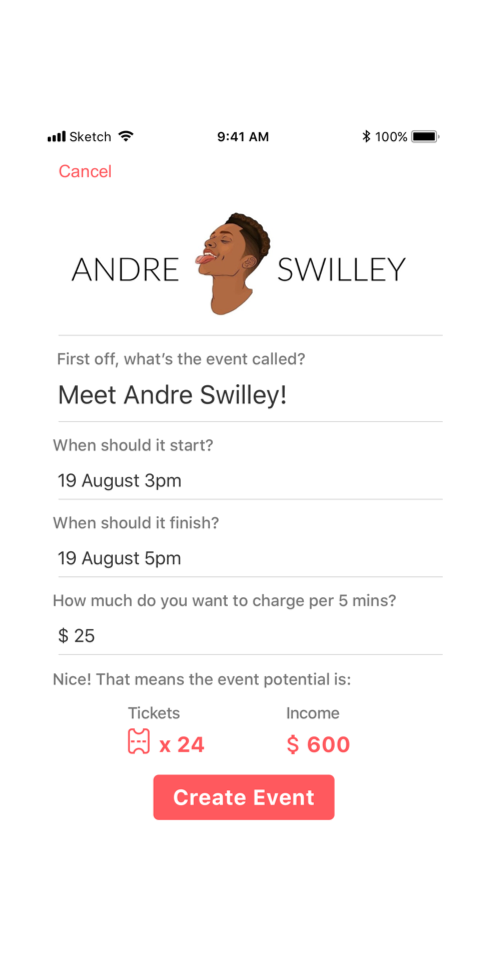 Sketch 9:41 AM 100%
Cancel
ANDRE SWILLEY
First off, what's the event called?
Meet Andre Swilley!
When should it start?
19 August 3pm
When should it finish?
19 August 5pm
How much do you want to charge per 5 mins?
$ 25
Nice! That means the event potential is:
Tickets Income
x 24 $ 600
Create Event